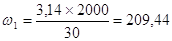 ω₁ = 3,14 × 2000 / 30 = 209,44